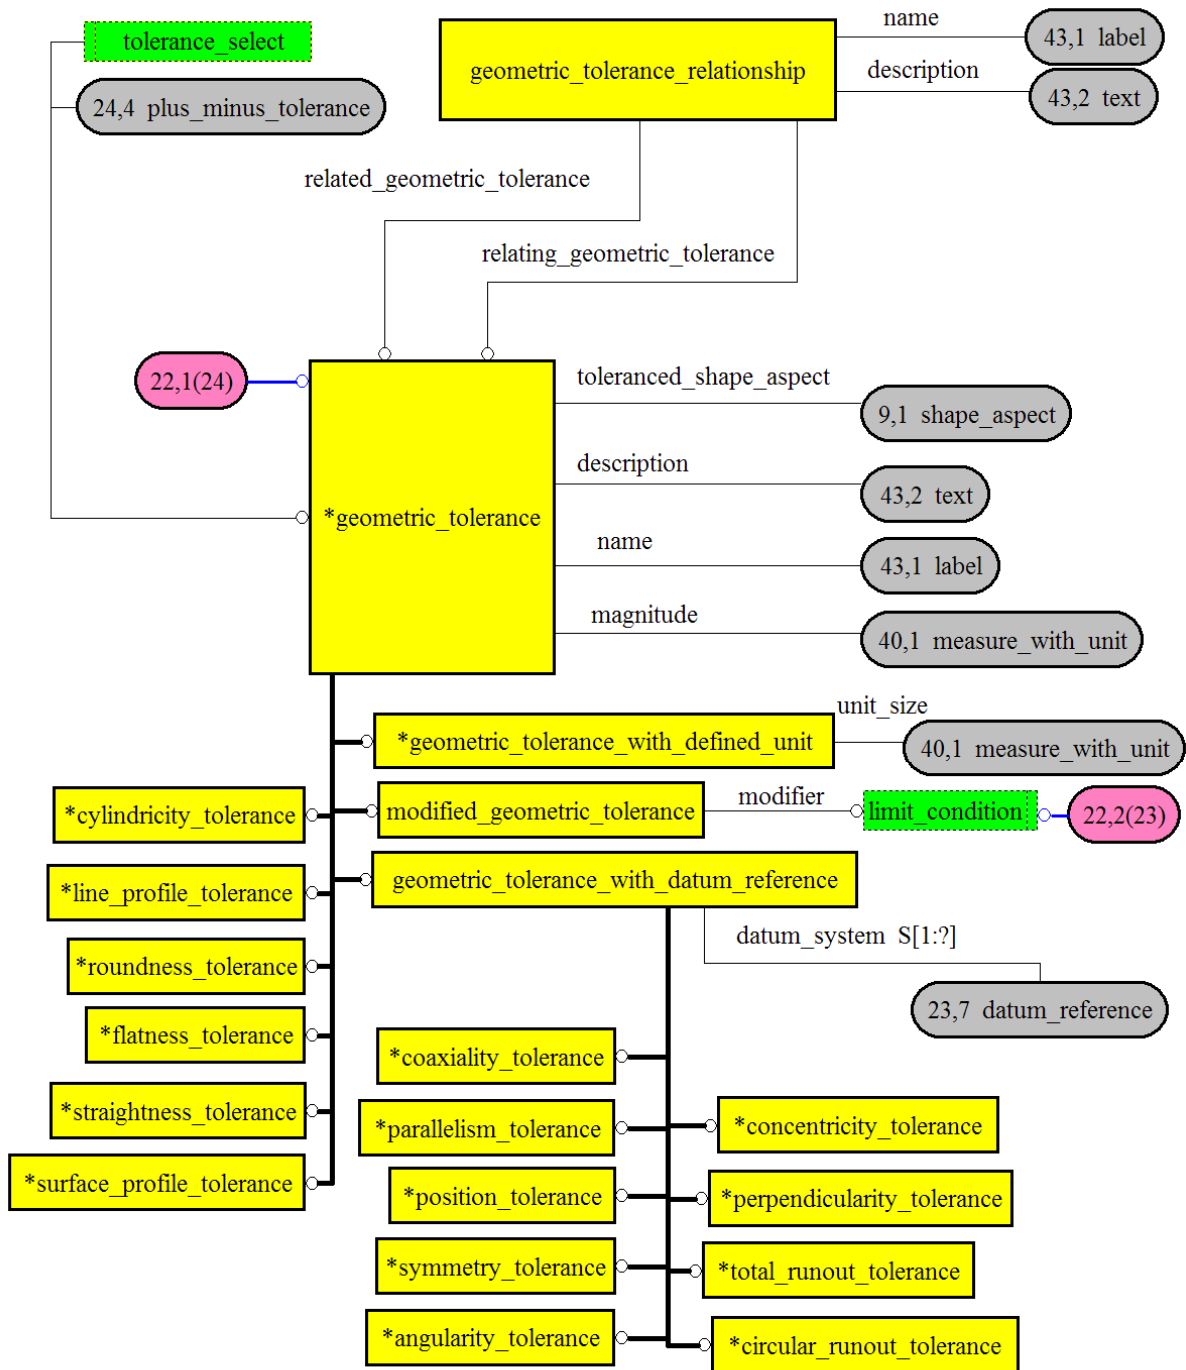 name
43,1 label
tolerance_select
geometric_tolerance_relationship
description
43,2 text
24,4 plus_minus_tolerance
related_geometric_tolerance
relating_geometric_tolerance
22,1(24)
toleranced_shape_aspect
9,1 shape_aspect
description
43,2 text
*geometric_tolerance
name
43,1 label
magnitude
40,1 measure_with_unit
unit_size
*geometric_tolerance_with_defined_unit
40,1 measure_with_unit
*cylindricity_tolerance
modified_geometric_tolerance
modifier
limit_condition
22,2(23)
*line_profile_tolerance
geometric_tolerance_with_datum_reference
datum_system S[1:?]
*roundness_tolerance
23,7 datum_reference
*flatness_tolerance
*coaxiality_tolerance
*straightness_tolerance
*parallelism_tolerance
*concentricity_tolerance
*surface_profile_tolerance
*position_tolerance
*perpendicularity_tolerance
*symmetry_tolerance
*total_runout_tolerance
*angularity_tolerance
*circular_runout_tolerance